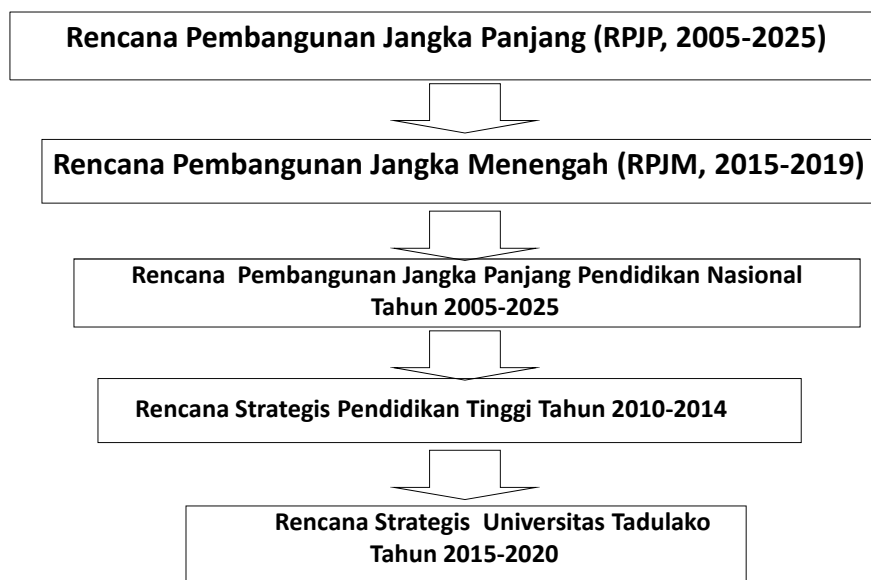 Rencana Pembangunan Jangka Panjang (RPJP, 2005-2025)
Rencana Pembangunan Jangka Menengah (RPJM, 2015-2019)
Rencana Pembangunan Jangka Panjang Pendidikan Nasional
Tahun 2005-2025
Rencana Strategis Pendidikan Tinggi Tahun 2010-2014
Rencana Strategis Universitas Tadulako
Tahun 2015-2020